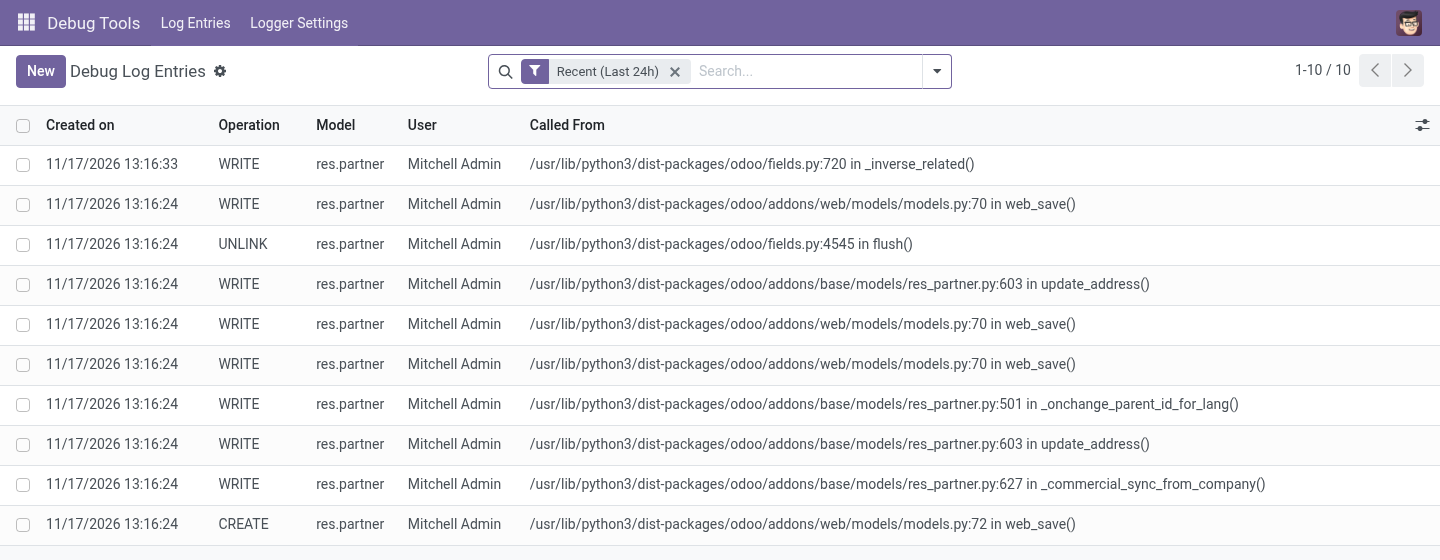 Debug Tools Log Entries Logger Settings
New Debug Log Entries Recent (Last 24h) Search... 1-10 / 10
Created on Operation Model User Called From
11/17/2026 13:16:33 WRITE res.partner Mitchell Admin /usr/lib/python3/dist-packages/odoo/fields.py:720 in _inverse_related()
11/17/2026 13:16:24 WRITE res.partner Mitchell Admin /usr/lib/python3/dist-packages/odoo/addons/web/models/models.py:70 in web_save()
11/17/2026 13:16:24 UNLINK res.partner Mitchell Admin /usr/lib/python3/dist-packages/odoo/fields.py:4545 in flush()
11/17/2026 13:16:24 WRITE res.partner Mitchell Admin /usr/lib/python3/dist-packages/odoo/addons/base/models/res_partner.py:603 in update_address()
11/17/2026 13:16:24 WRITE res.partner Mitchell Admin /usr/lib/python3/dist-packages/odoo/addons/web/models/models.py:70 in web_save()
11/17/2026 13:16:24 WRITE res.partner Mitchell Admin /usr/lib/python3/dist-packages/odoo/addons/web/models/models.py:70 in web_save()
11/17/2026 13:16:24 WRITE res.partner Mitchell Admin /usr/lib/python3/dist-packages/odoo/addons/base/models/res_partner.py:501 in _onchange_parent_id_for_lang()
11/17/2026 13:16:24 WRITE res.partner Mitchell Admin /usr/lib/python3/dist-packages/odoo/addons/base/models/res_partner.py:603 in update_address()
11/17/2026 13:16:24 WRITE res.partner Mitchell Admin /usr/lib/python3/dist-packages/odoo/addons/base/models/res_partner.py:627 in _commercial_sync_from_company()
11/17/2026 13:16:24 CREATE res.partner Mitchell Admin /usr/lib/python3/dist-packages/odoo/addons/web/models/models.py:72 in web_save()